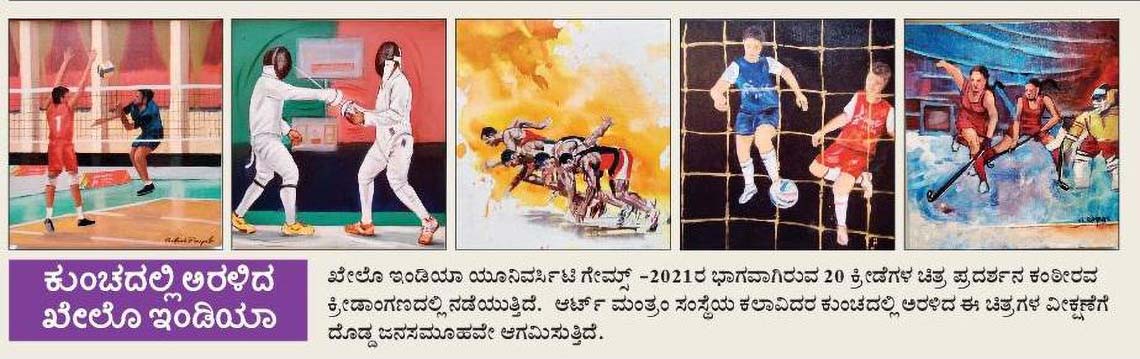 1
ಕುಂಚದಲ್ಲಿ ಅರಳಿದ
ಖೇಲೊ ಇಂಡಿಯಾ
ಖೇಲೊ ಇಂಡಿಯಾ ಯೂನಿವರ್ಸಿಟಿ ಗೇಮ್ಸ್ -2021ರ ಭಾಗವಾಗಿರುವ 20 ಕ್ರೀಡೆಗಳ ಚಿತ್ರ ಪ್ರದರ್ಶನ ಕಂಠೀರವ
ಕ್ರೀಡಾಂಗಣದಲ್ಲಿ ನಡೆಯುತ್ತಿದೆ. ಆರ್ಟ್ ಮಂತ್ರಂ ಸಂಸ್ಥೆಯ ಕಲಾವಿದರ ಕುಂಚದಲ್ಲಿ ಅರಳಿದ ಈ ಚಿತ್ರಗಳ ವೀಕ್ಷಣೆಗೆ
ದೊಡ್ಡ ಜನಸಮೂಹವೇ ಆಗಮಿಸುತ್ತಿದೆ.